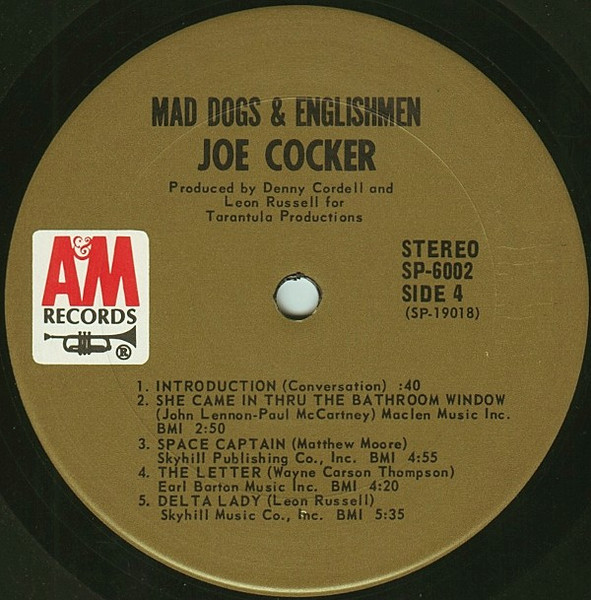 MAD DOGS & ENGLISHMEN
JOE COCKER
Produced by Denny Cordell and
Leon Russell for
Tarantula Productions
A&M
RECORDS
®
STEREO
SP-6002
SIDE 4
(SP-19018)
1. INTRODUCTION (Conversation) :40
2. SHE CAME IN THRU THE BATHROOM WINDOW
(John Lennon-Paul McCartney) Maclen Music Inc.
BMI 2:50
3. SPACE CAPTAIN (Matthew Moore)
Skyhill Publishing Co., Inc. BMI 4:55
4. THE LETTER (Wayne Carson Thompson)
Earl Barton Music Inc. BMI 4:20
5. DELTA LADY (Leon Russell)
Skyhill Music Co., Inc. BMI 5:35